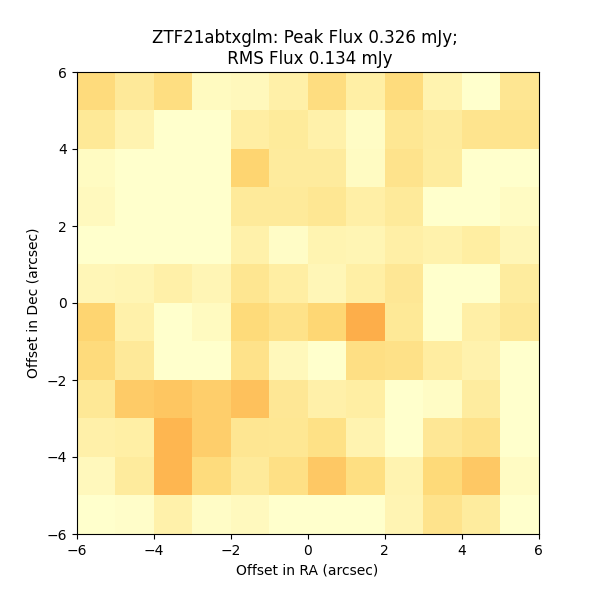 ZTF21abtxglm: Peak Flux 0.326 mJy;
RMS Flux 0.134 mJy
6
4
2
0
−2
−4
−6
Offset in Dec (arcsec)
−6 −4 −2 0 2 4 6
Offset in RA (arcsec)